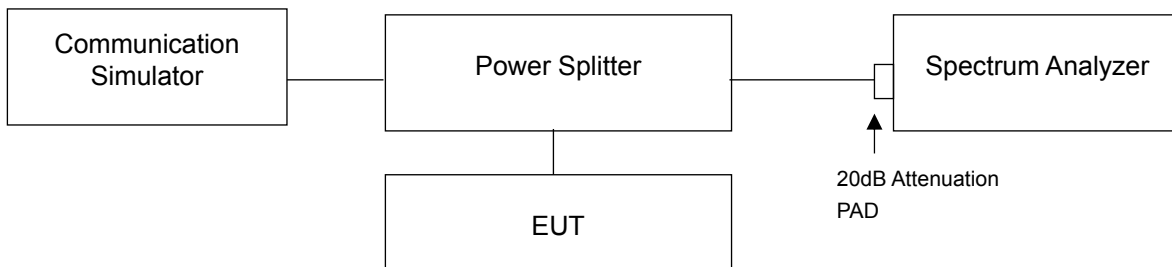 Communication
Simulator
Power Splitter
Spectrum Analyzer
20dB Attenuation
PAD
EUT